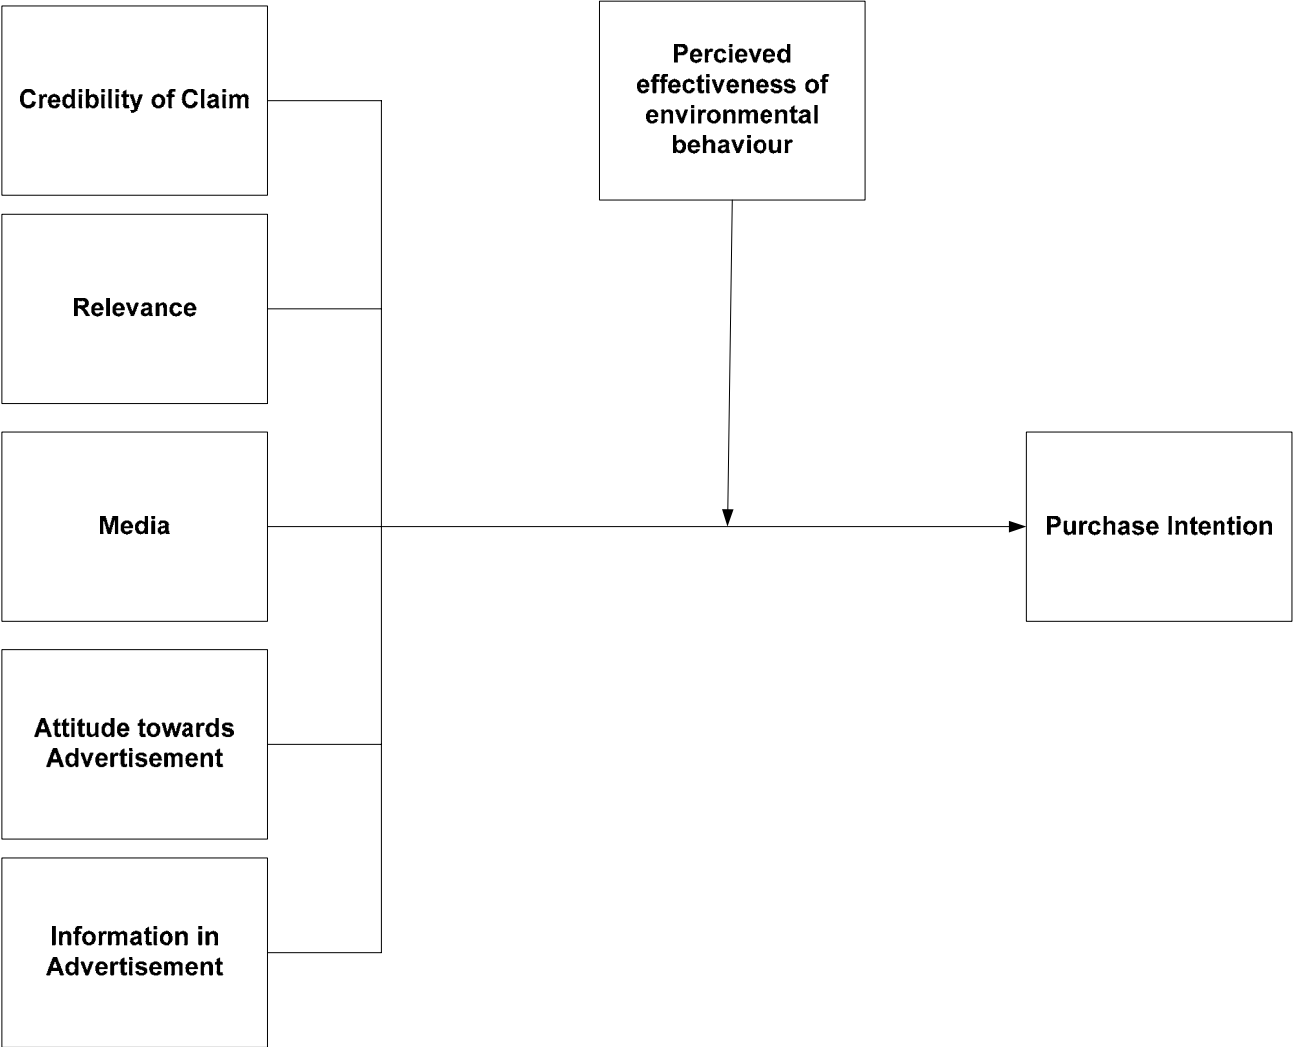 Credibility of Claim
Percieved
effectiveness of
environmental
behaviour
Relevance
Media
Purchase Intention
Attitude towards
Advertisement
Information in
Advertisement